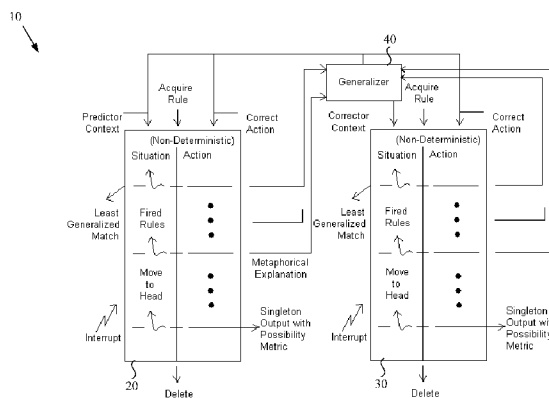 10
40
Generalizer
Acquire
Rule
Predictor
Context
Correct
Action
Acquire
Rule
Corrector
Context
Correct
Action
(Non-Deterministic)
Situation
Action
Least
Generalized
Match
Fired
Rules
Metaphorical
Explanation
Move
to
Head
Interrupt
Singleton
Output with
Possibility
Metric
20
Delete
(Non-Deterministic)
Situation
Action
Least
Generalized
Match
Fired
Rules
Move
to
Head
Interrupt
Singleton
Output
Possibility
Metric
30
Delete